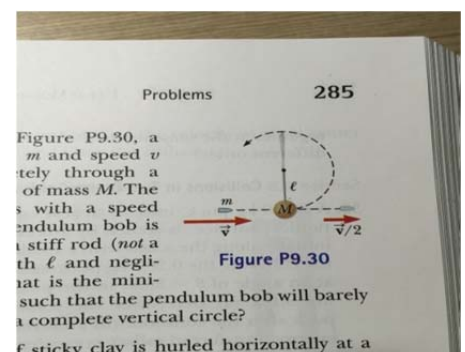 Problems 285
Figure P9.30, a
m and speed v
etely through a
of mass M. The
s with a speed
endulum bob is
a stiff rod (not a
th ℓ and negli-
hat is the mini-
such that the pendulum bob will barely
a complete vertical circle?
f sticky clay is hurled horizontally at a
m
M
ℓ
v⃗
v⃗/2
Figure P9.30